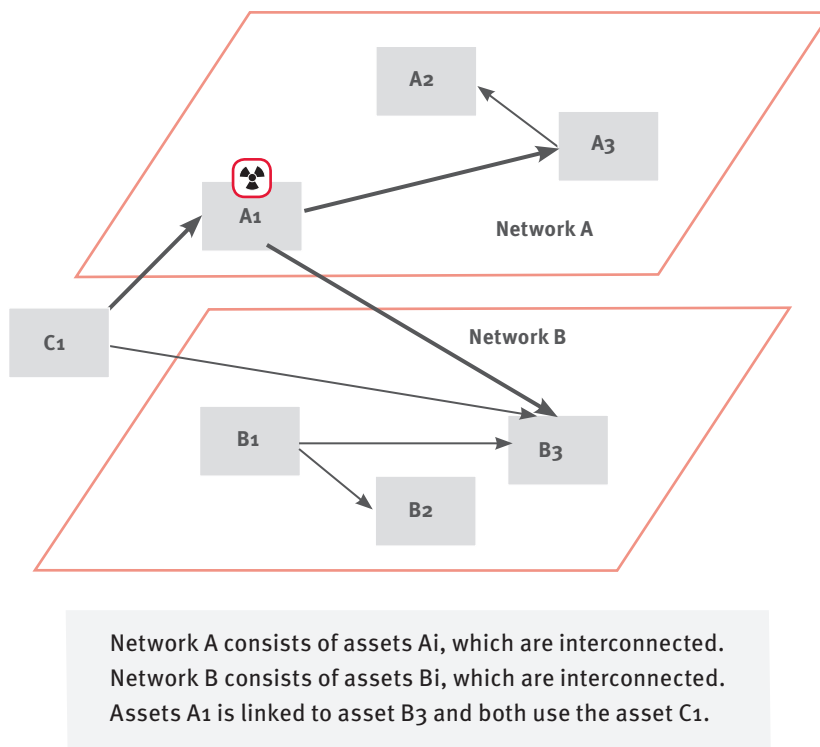 A2
A3
A1
Network A
C1
Network B
B1
B3
B2
Network A consists of assets Ai, which are interconnected.
Network B consists of assets Bi, which are interconnected.
Assets A1 is linked to asset B3 and both use the asset C1.